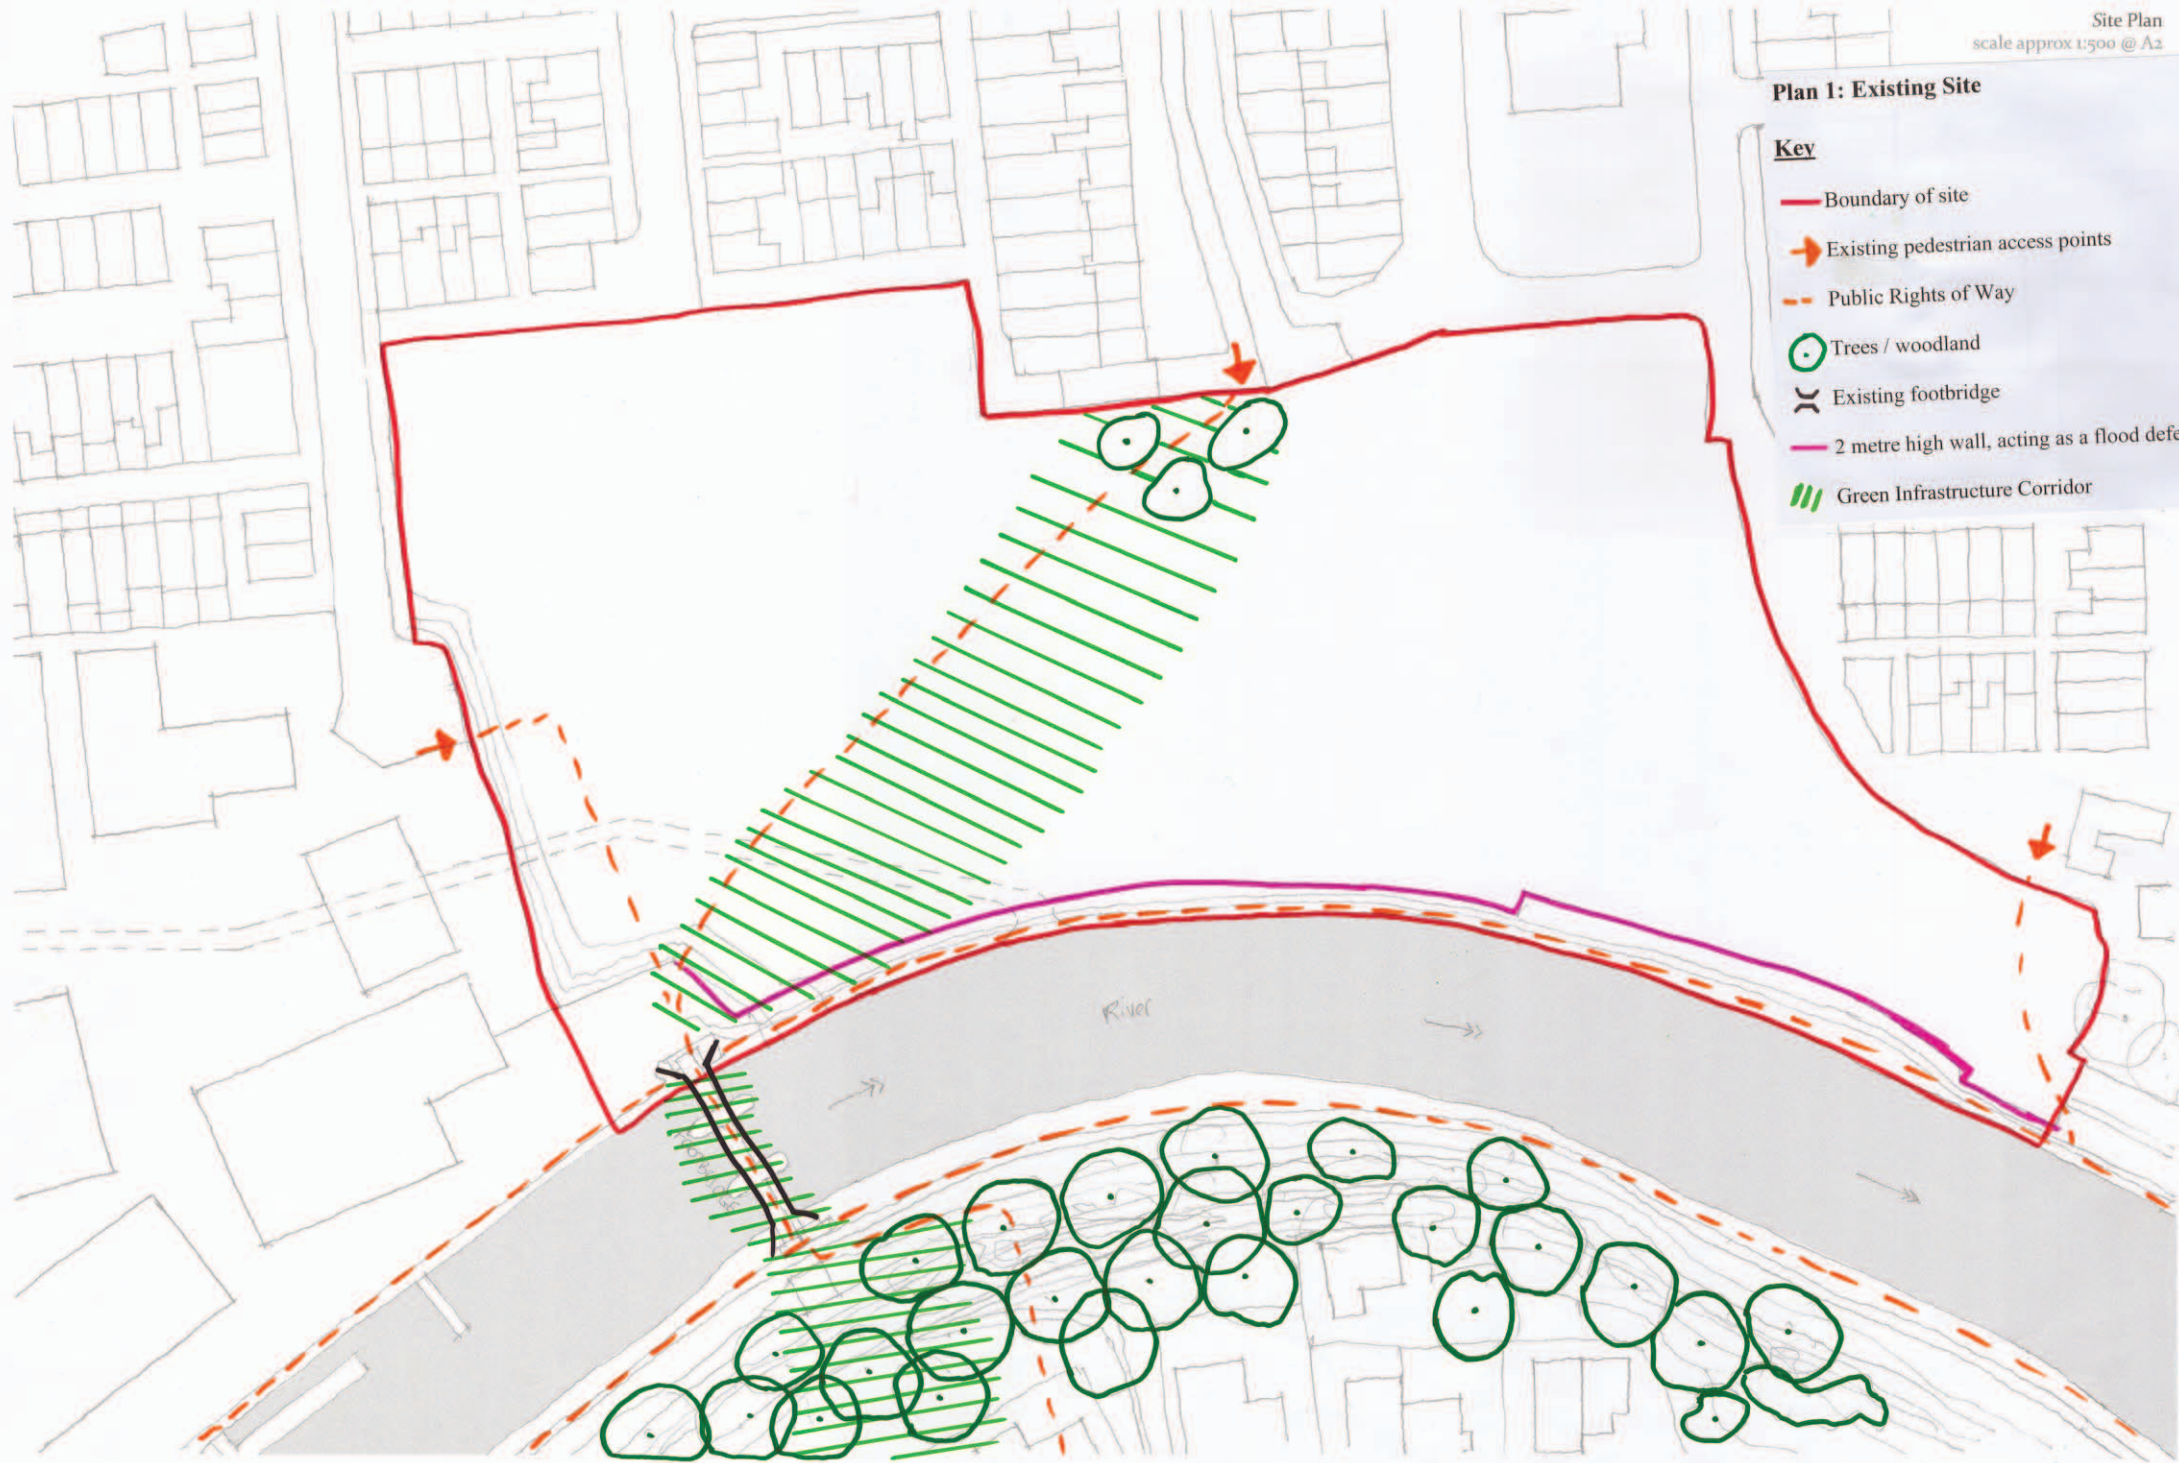 Site Plan
scale approx 1:500 @ A2
Plan 1: Existing Site
Key
Boundary of site
Existing pedestrian access points
Public Rights of Way
Trees / woodland
Existing footbridge
2 metre high wall, acting as a flood defe
Green Infrastructure Corridor
River
FOOTBRIDGE